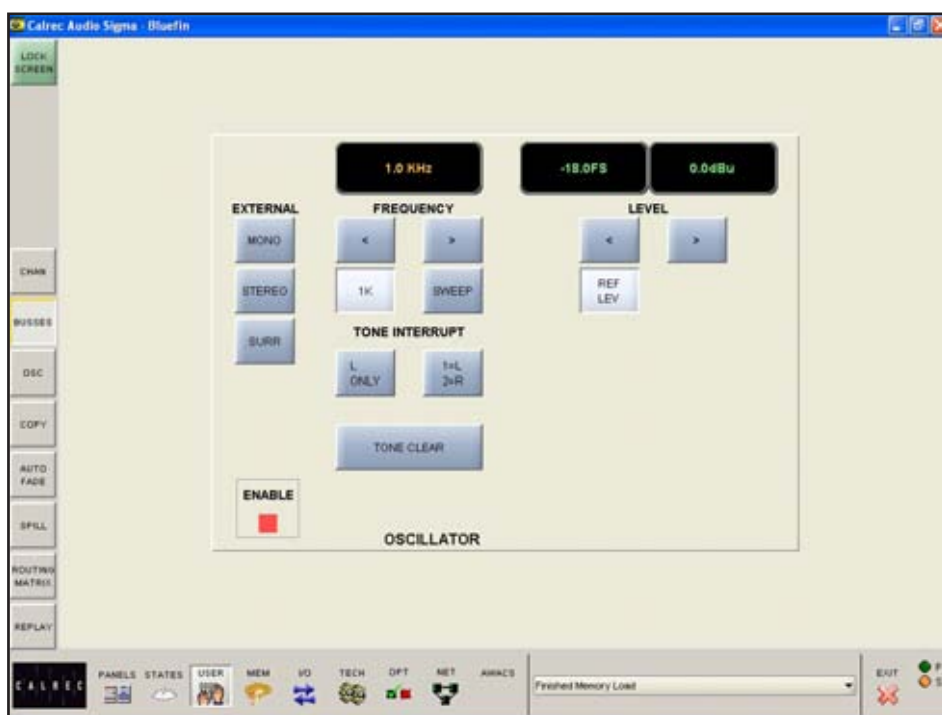 Calrec Audio Sigma - Bluefin
LOCK
SCREEN
1.0 KHz
-18.0FS
0.0dBu
EXTERNAL
FREQUENCY
LEVEL
MONO
<
>
<
>
CHAN
STEREO
1K
SWEEP
REF
LEV
BUSSES
TONE INTERRUPT
SURR
OSC
L
ONLY
1=L
2=R
COPY
TONE CLEAR
AUTO
FADE
ENABLE
SPILL
OSCILLATOR
ROUTING
MATRIX
REPLAY
CALREC
PANELS
STATES
USER
MEM
I/O
TECH
OPT
NET
AWACS
Finished Memory Load
EXIT
P
S